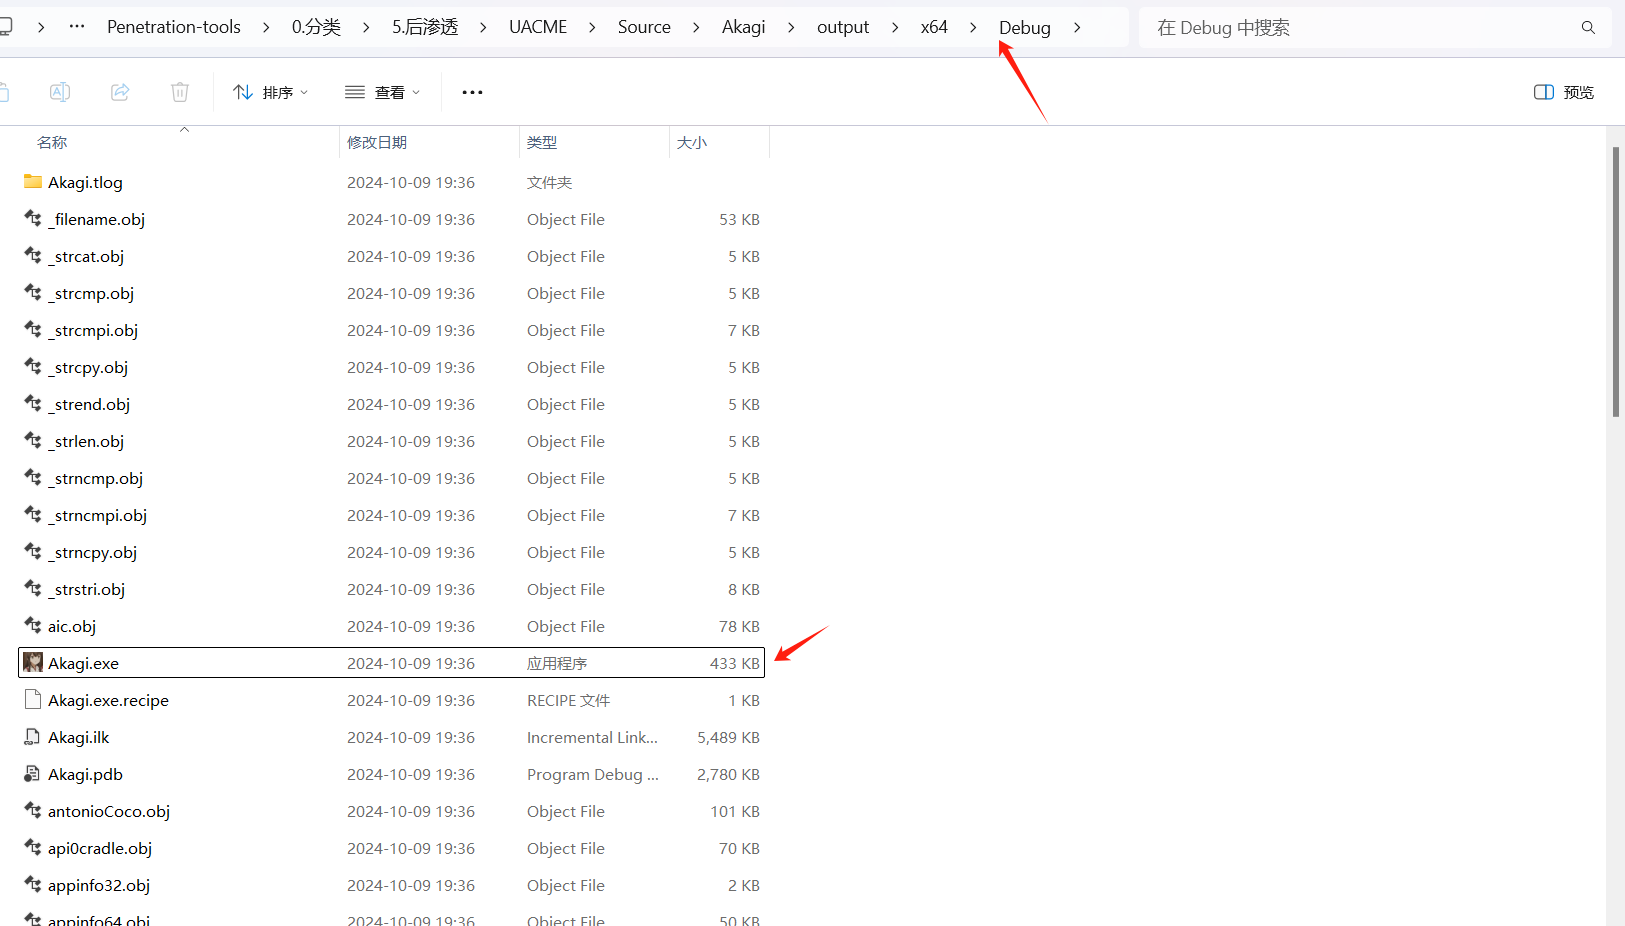 Penetration-tools 0.分类 5.后渗透 UACME Source Akagi output x64 Debug 在 Debug 中搜索
排序 查看 预览
名称 修改日期 类型 大小
Akagi.tlog 2024-10-09 19:36 文件夹
_filename.obj 2024-10-09 19:36 Object File 53 KB
_strcat.obj 2024-10-09 19:36 Object File 5 KB
_strcmp.obj 2024-10-09 19:36 Object File 5 KB
_strcmpi.obj 2024-10-09 19:36 Object File 7 KB
_strcpy.obj 2024-10-09 19:36 Object File 5 KB
_strend.obj 2024-10-09 19:36 Object File 5 KB
_strlen.obj 2024-10-09 19:36 Object File 5 KB
_strncmp.obj 2024-10-09 19:36 Object File 5 KB
_strncmpi.obj 2024-10-09 19:36 Object File 7 KB
_strncpy.obj 2024-10-09 19:36 Object File 5 KB
_strstri.obj 2024-10-09 19:36 Object File 8 KB
aic.obj 2024-10-09 19:36 Object File 78 KB
Akagi.exe 2024-10-09 19:36 应用程序 433 KB
Akagi.exe.recipe 2024-10-09 19:36 RECIPE 文件 1 KB
Akagi.ilk 2024-10-09 19:36 Incremental Link... 5,489 KB
Akagi.pdb 2024-10-09 19:36 Program Debug ... 2,780 KB
antonioCoco.obj 2024-10-09 19:36 Object File 101 KB
api0cradle.obj 2024-10-09 19:36 Object File 70 KB
appinfo32.obj 2024-10-09 19:36 Object File 2 KB
appinfo64.obj 2024-10-09 19:36 Object File 50 KB